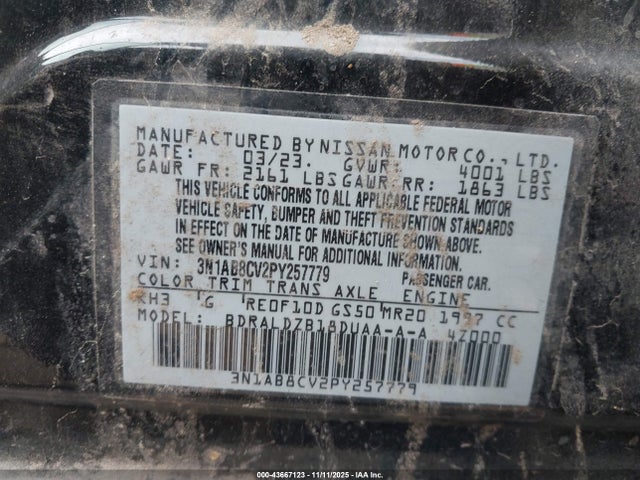 MANUFACTURED BY NISSAN MOTOR CO., LTD.
DATE: 03/23. GVWR: 4001 LBS
GAWR FR: 2161 LBS GAWR RR: 1863 LBS
THIS VEHICLE CONFORMS TO ALL APPLICABLE FEDERAL MOTOR
VEHICLE SAFETY, BUMPER AND THEFT PREVENTION STANDARDS
IN EFFECT ON THE DATE OF MANUFACTURE SHOWN ABOVE.
SEE OWNER'S MANUAL FOR ADDITIONAL INFORMATION.
VIN: 3N1AB8CV2PY257779 PASSENGER CAR.
COLOR TRIM TRANS AXLE ENGINE
KH3 G RE0F10D GS50 MR20 1997 CC
MODEL: BDRALDZB18DUAA-A-A 4Z000
3N1AB8CV2PY257779
000-43667123 - 11/11/2025 - IAA Inc.